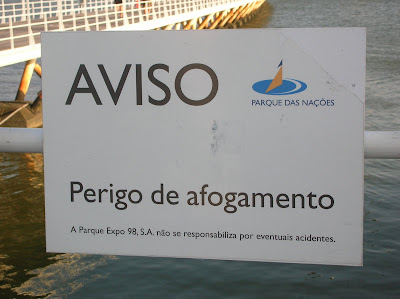 AVISO
PARQUE DAS NAÇÕES
Perigo de afogamento
A Parque Expo 98, S.A. não se responsabiliza por eventuais acidentes.